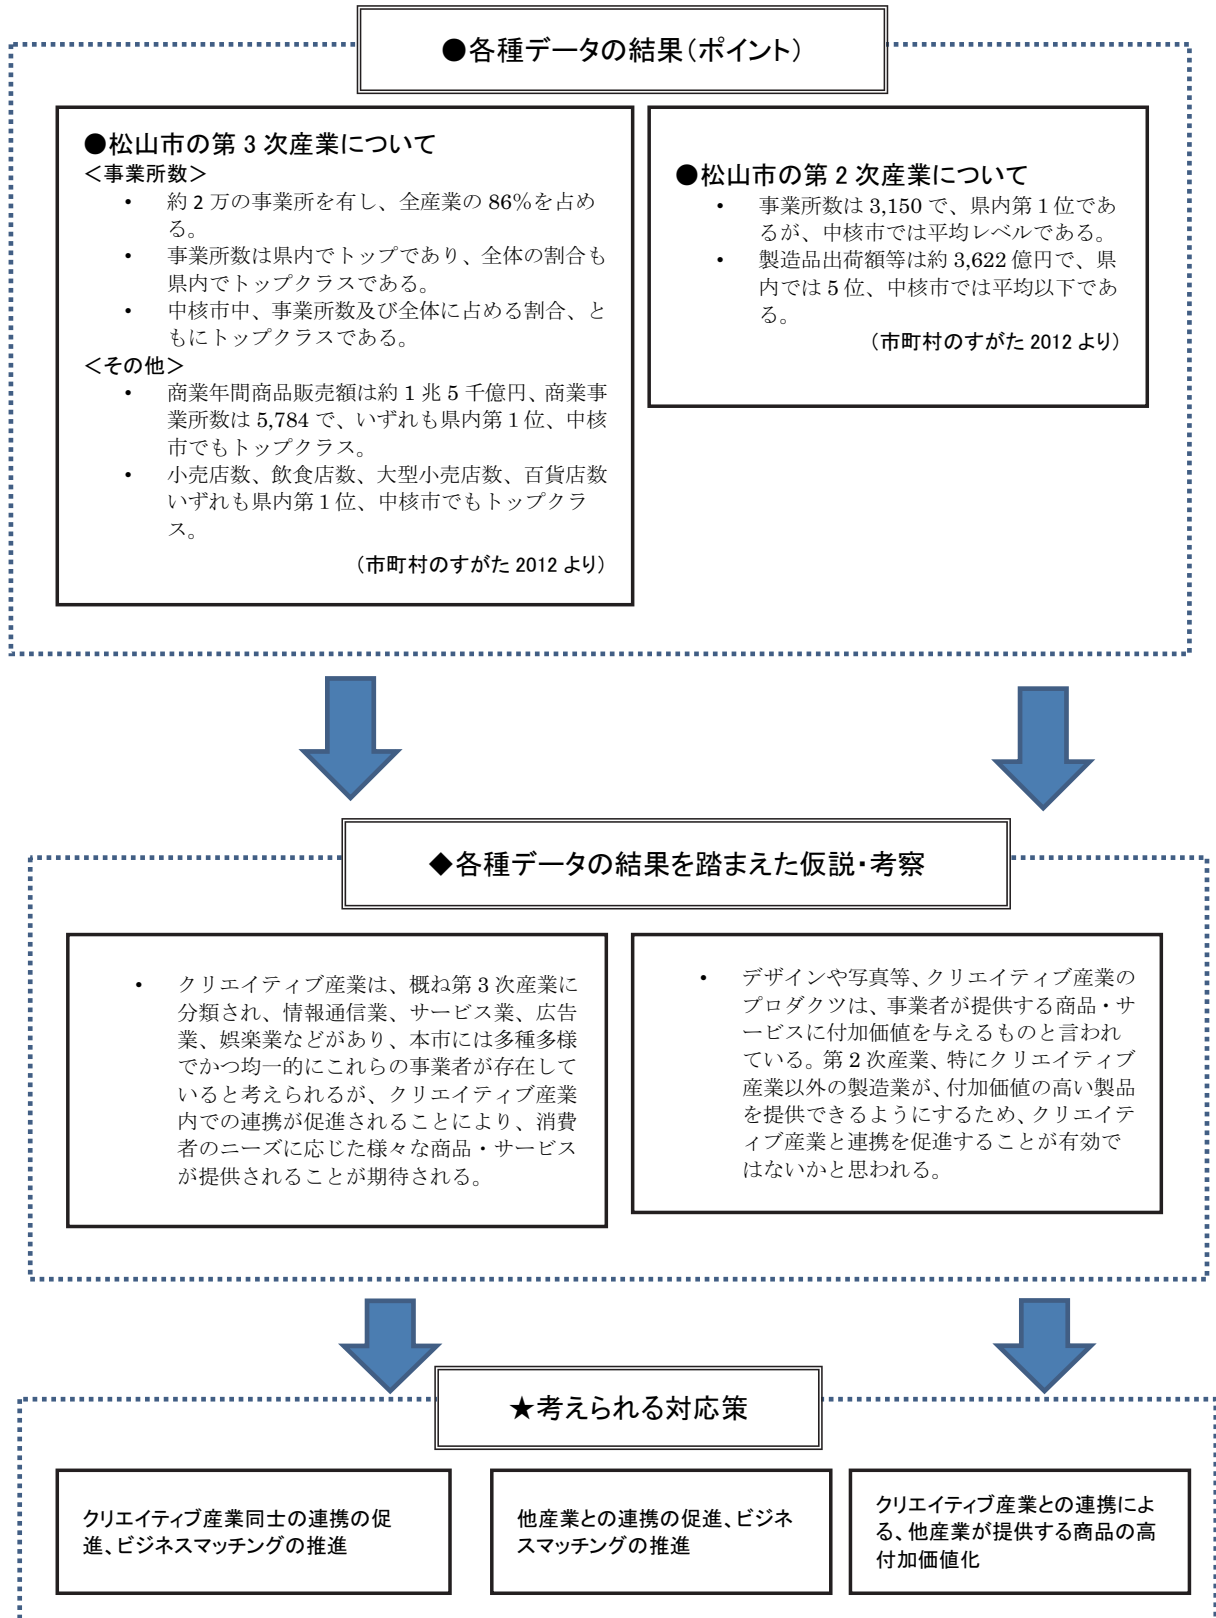 ●各種データの結果(ポイント)
●松山市の第 3 次産業について
＜事業所数＞
・ 約 2 万の事業所を有し、全産業の 86％を占め
る。
・ 事業所数は県内でトップであり、全体の割合も
県内でトップクラスである。
・ 中核市中、事業所数及び全体に占める割合、と
もにトップクラスである。
＜その他＞
・ 商業年間商品販売額は約 1 兆 5 千億円、商業事
業所数は 5,784 で、いずれも県内第 1 位、中核
市でもトップクラス。
・ 小売店数、飲食店数、大型小売店数、百貨店数
いずれも県内第 1 位、中核市でもトップクラ
ス。
（市町村のすがた 2012 より）
●松山市の第 2 次産業について
・ 事業所数は 3,150 で、県内第 1 位であ
るが、中核市では平均レベルである。
・ 製造品出荷額等は約 3,622 億円で、県
内では 5 位、中核市では平均以下であ
る。
（市町村のすがた 2012 より）
◆各種データの結果を踏まえた仮説・考察
・ クリエイティブ産業は、概ね第 3 次産業に
分類され、情報通信業、サービス業、広告
業、娯楽業などがあり、本市には多種多様
でかつ均一的にこれらの事業者が存在して
いると考えられるが、クリエイティブ産業
内での連携が促進されることにより、消費
者のニーズに応じた様々な商品・サービス
が提供されることが期待される。
・ デザインや写真等、クリエイティブ産業の
プロダクツは、事業者が提供する商品・サ
ービスに付加価値を与えるものと言われ
ている。第 2 次産業、特にクリエイティブ
産業以外の製造業が、付加価値の高い製品
を提供できるようにするため、クリエイテ
ィブ産業と連携を促進することが有効で
はないかと思われる。
★考えられる対応策
クリエイティブ産業同士の連携の促
進、ビジネスマッチングの推進
他産業との連携の促進、ビジネ
スマッチングの推進
クリエイティブ産業との連携によ
る、他産業が提供する商品の高
付加価値化